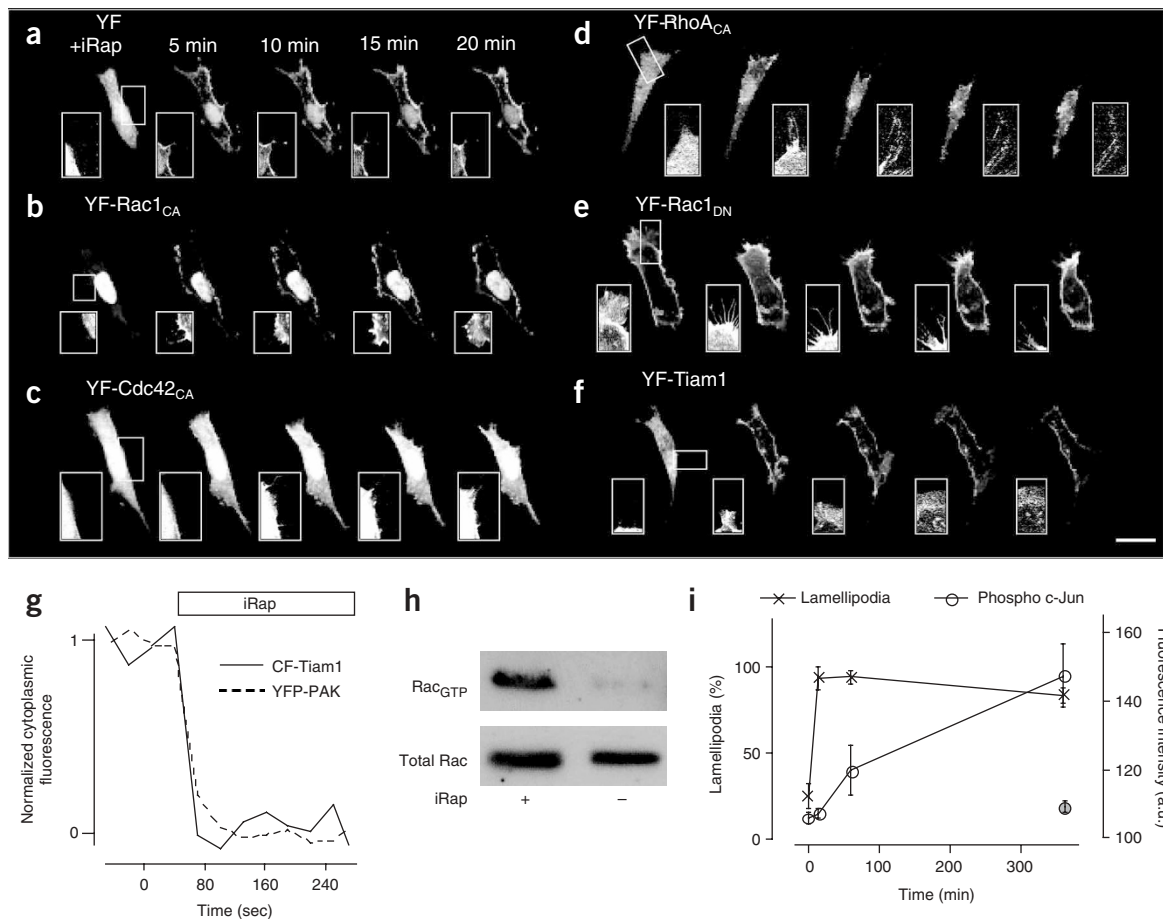 a
YF
+iRap
5 min
10 min
15 min
20 min
b
YF-Rac1CA
c
YF-Cdc42CA
d
YF-RhoACA
e
YF-Rac1DN
f
YF-Tiam1
g
iRap
1
0
CF-Tiam1
YFP-PAK
Normalized cytoplasmic
fluorescence
0
80
160
240
Time (sec)
h
RacGTP
Total Rac
iRap
+
–
i
Lamellipodia
Phospho c-Jun
100
50
0
Lamellipodia (%)
160
140
120
100
Fluorescence intensity (a.u.)
0
100
200
300
Time (min)